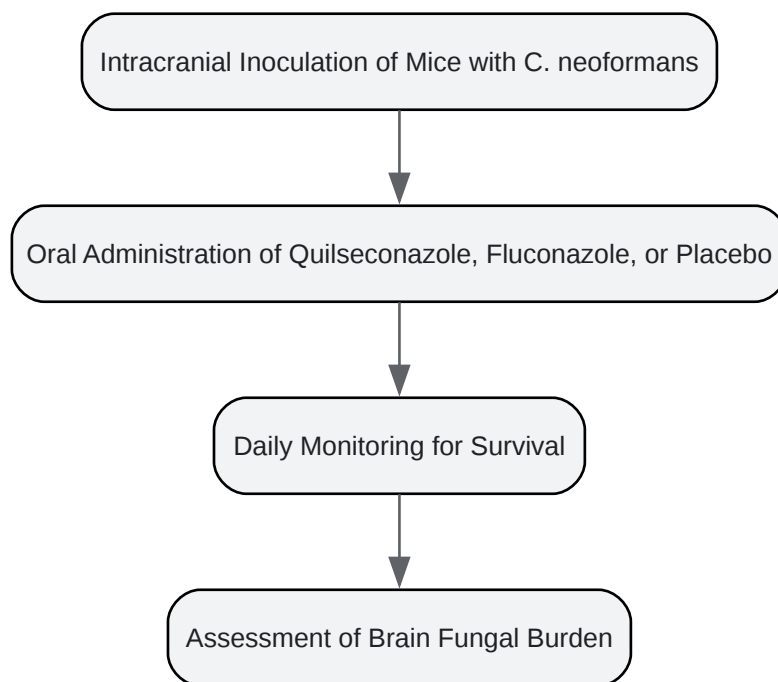 Intracranial Inoculation of Mice with C. neoformans
Oral Administration of Quilseconazole, Fluconazole, or Placebo
Daily Monitoring for Survival
Assessment of Brain Fungal Burden